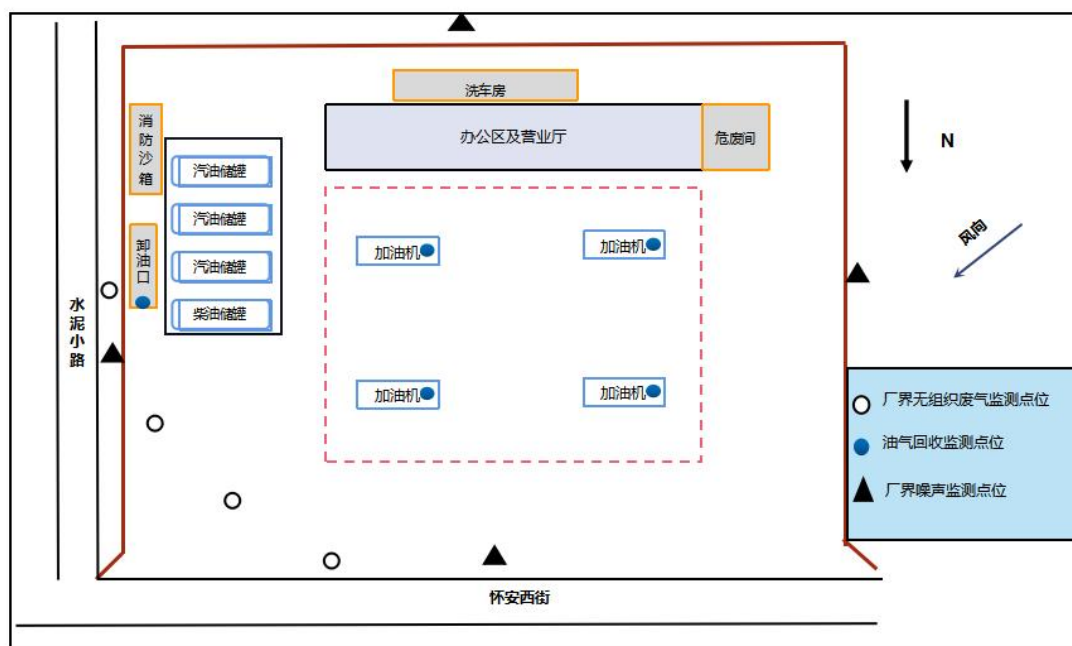 洗车房
消防沙箱
办公区及营业厅
危废间
N
汽油储罐
汽油储罐
汽油储罐
柴油储罐
卸油口
加油机
加油机
风向
水泥小路
加油机
加油机
厂界无组织废气监测点位
油气回收监测点位
厂界噪声监测点位
怀安西街